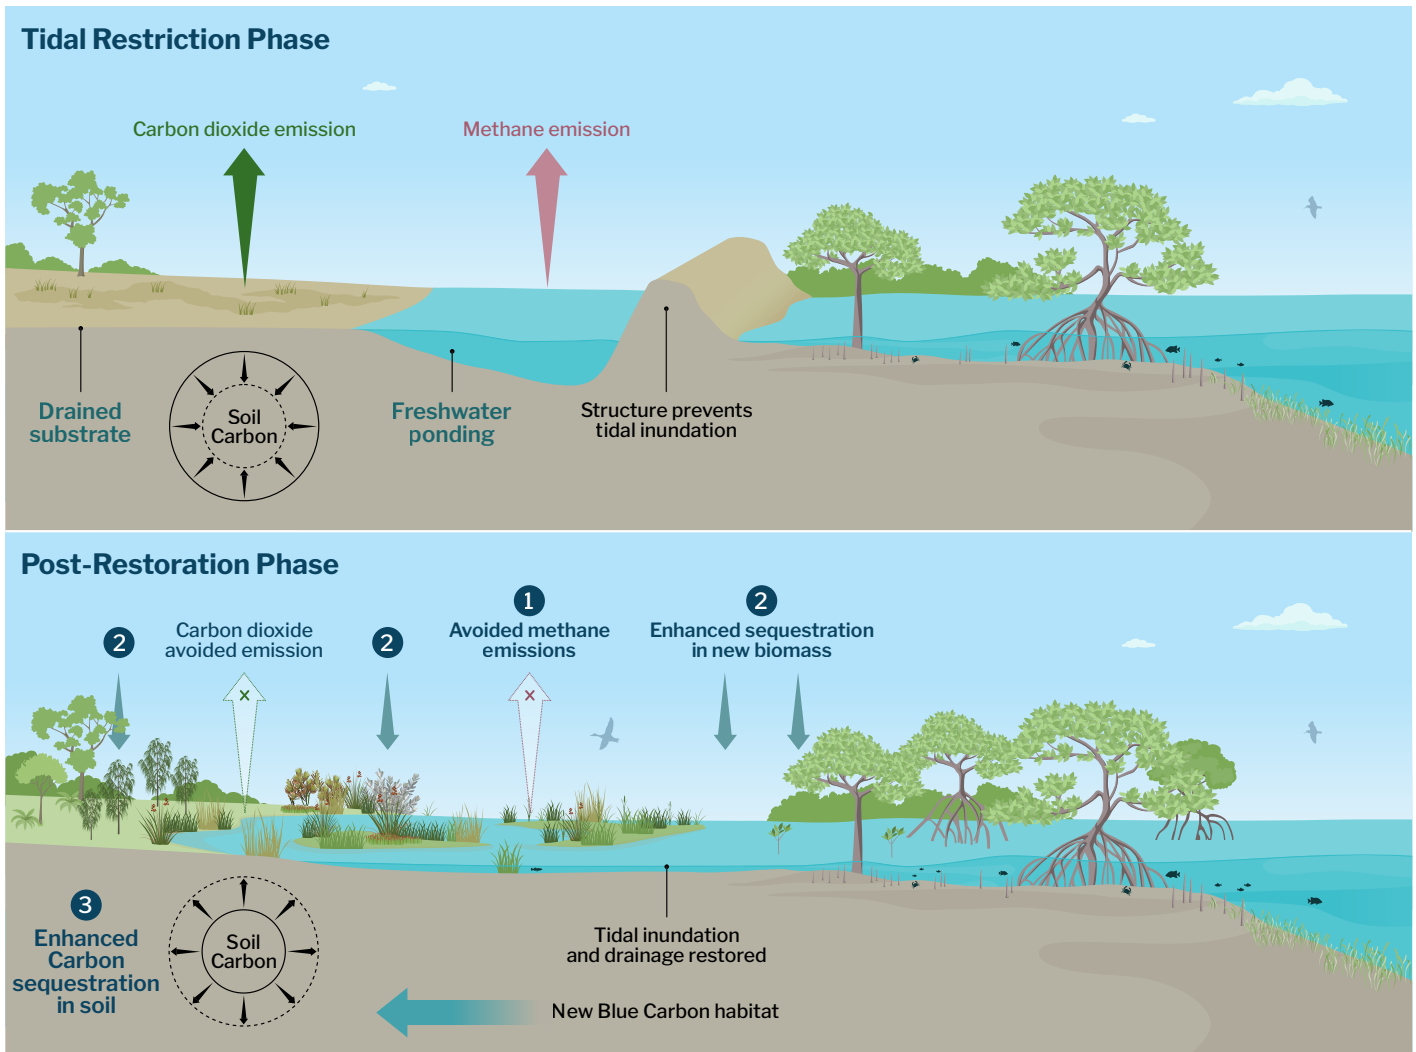 Tidal Restriction Phase
Carbon dioxide emission
Methane emission
Drained
substrate
Soil
Carbon
Freshwater
ponding
Structure prevents
tidal inundation
Post-Restoration Phase
2
Carbon dioxide
avoided emission
2
1
Avoided methane
emissions
2
Enhanced sequestration
in new biomass
x
x
3
Enhanced
Carbon
sequestration
in soil
Soil
Carbon
Tidal inundation
and drainage restored
New Blue Carbon habitat